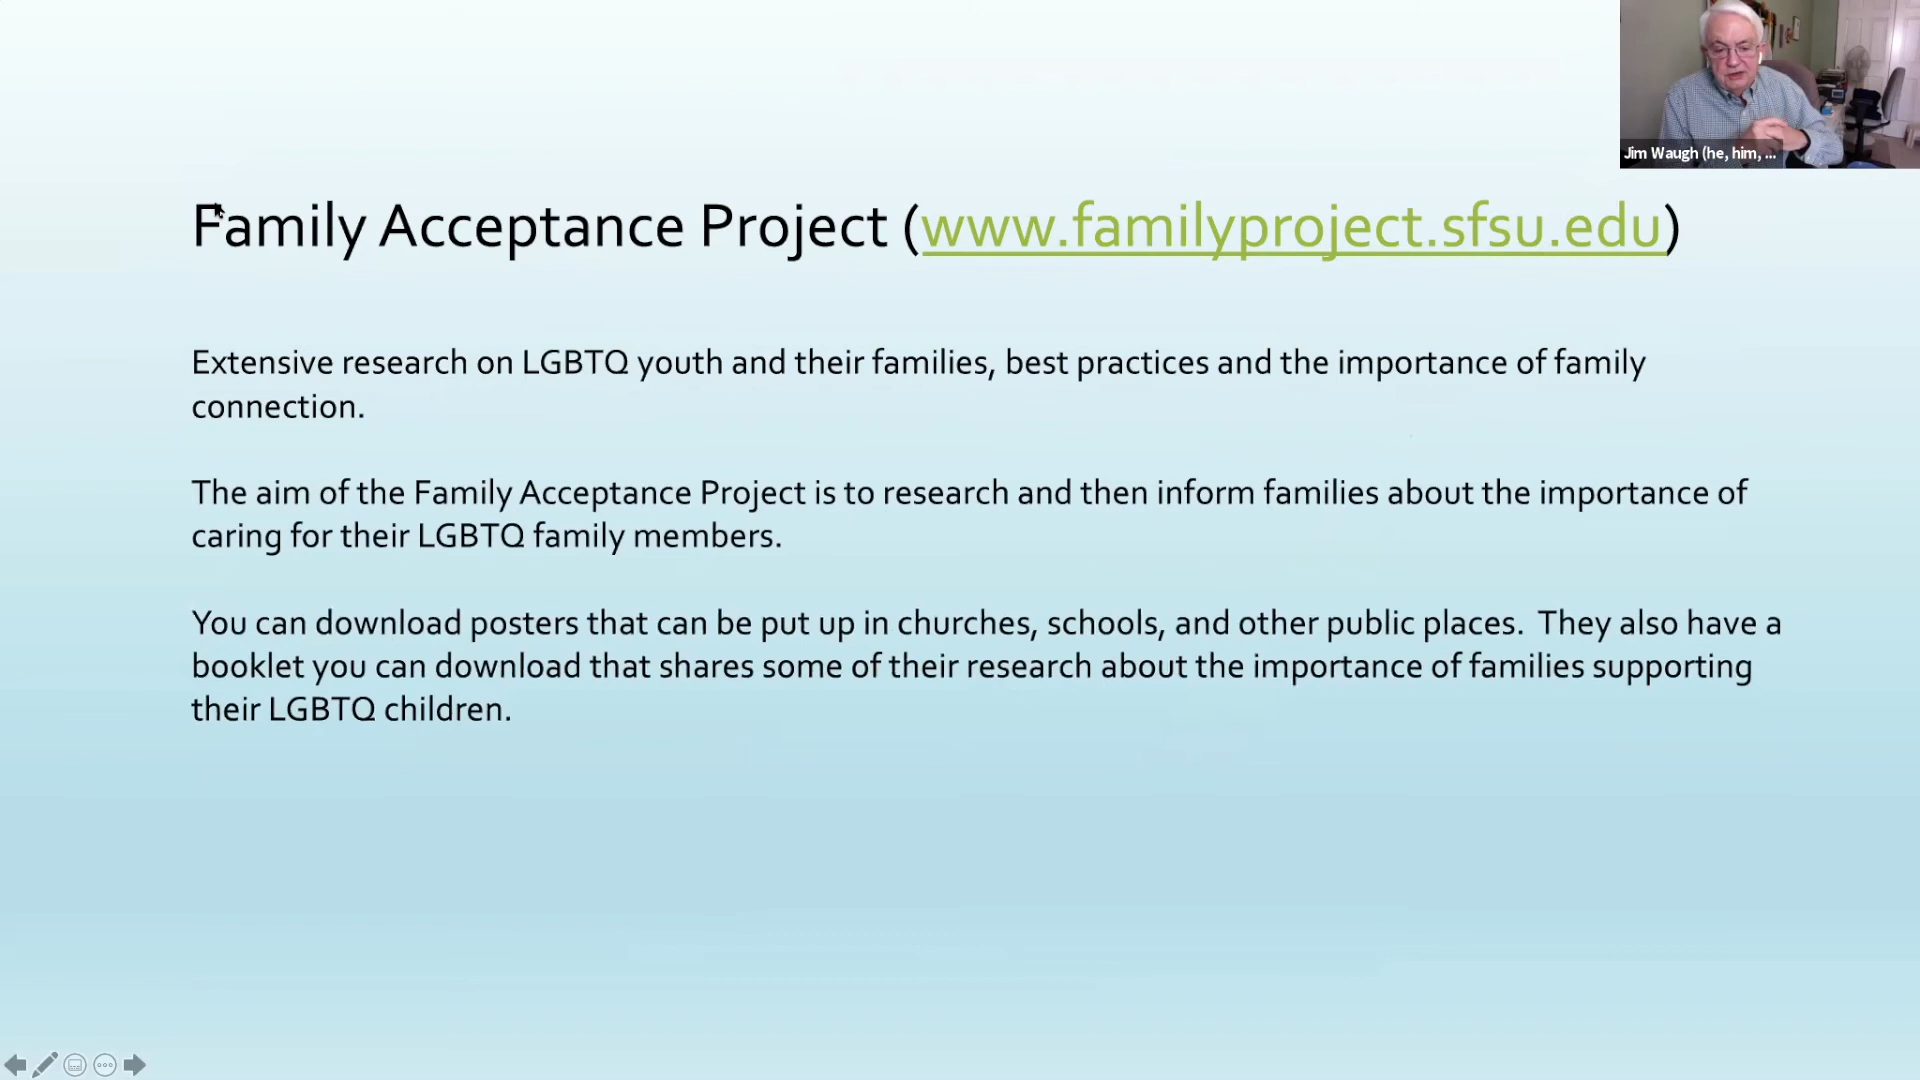 Jim Waugh (he, him, ...
Family Acceptance Project (www.familyproject.sfsu.edu)
Extensive research on LGBTQ youth and their families, best practices and the importance of family
connection.
The aim of the Family Acceptance Project is to research and then inform families about the importance of
caring for their LGBTQ family members.
You can download posters that can be put up in churches, schools, and other public places.  They also have a
booklet you can download that shares some of their research about the importance of families supporting
their LGBTQ children.